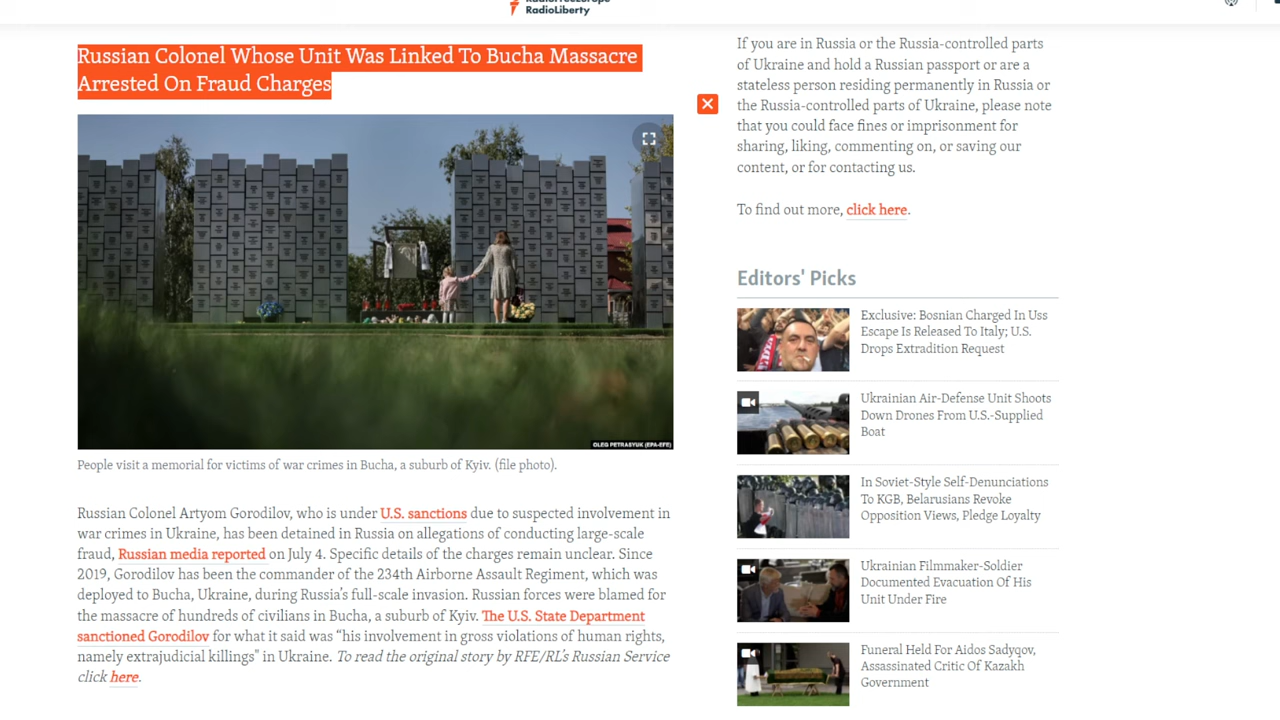 RadioLiberty
Russian Colonel Whose Unit Was Linked To Bucha Massacre
Arrested On Fraud Charges
OLEG PETRASYUK (EPA-EFE)
People visit a memorial for victims of war crimes in Bucha, a suburb of Kyiv. (file photo).
Russian Colonel Artyom Gorodilov, who is under U.S. sanctions due to suspected involvement in
war crimes in Ukraine, has been detained in Russia on allegations of conducting large-scale
fraud, Russian media reported on July 4. Specific details of the charges remain unclear. Since
2019, Gorodilov has been the commander of the 234th Airborne Assault Regiment, which was
deployed to Bucha, Ukraine, during Russia's full-scale invasion. Russian forces were blamed for
the massacre of hundreds of civilians in Bucha, a suburb of Kyiv. The U.S. State Department
sanctioned Gorodilov for what it said was “his involvement in gross violations of human rights,
namely extrajudicial killings" in Ukraine. To read the original story by RFE/RL's Russian Service
click here.
If you are in Russia or the Russia-controlled parts
of Ukraine and hold a Russian passport or are a
stateless person residing permanently in Russia or
the Russia-controlled parts of Ukraine, please note
that you could face fines or imprisonment for
sharing, liking, commenting on, or saving our
content, or for contacting us.
To find out more, click here.
Editors' Picks
Exclusive: Bosnian Charged In Uss
Escape Is Released To Italy; U.S.
Drops Extradition Request
Ukrainian Air-Defense Unit Shoots
Down Drones From U.S.-Supplied
Boat
In Soviet-Style Self-Denunciations
To KGB, Belarusians Revoke
Opposition Views, Pledge Loyalty
Ukrainian Filmmaker-Soldier
Documented Evacuation Of His
Unit Under Fire
Funeral Held For Aidos Sadyqov,
Assassinated Critic Of Kazakh
Government